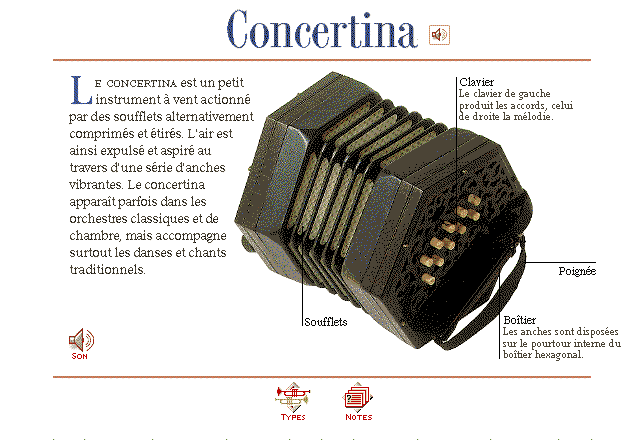 Concertina
LE CONCERTINA est un petit
instrument à vent actionné
par des soufflets alternativement
comprimés et étirés. L'air est
ainsi expulsé et aspiré au
travers d'une série d'anches
vibrantes. Le concertina
apparaît parfois dans les
orchestres classiques et de
chambre, mais accompagne
surtout les danses et chants
traditionnels.
Clavier
Le clavier de gauche
produit les accords, celui
de droite la mélodie.
Poignée
Soufflets
Boîtier
Les anches sont disposées
sur le pourtour interne du
boîtier hexagonal.
SON
TYPES
NOTES